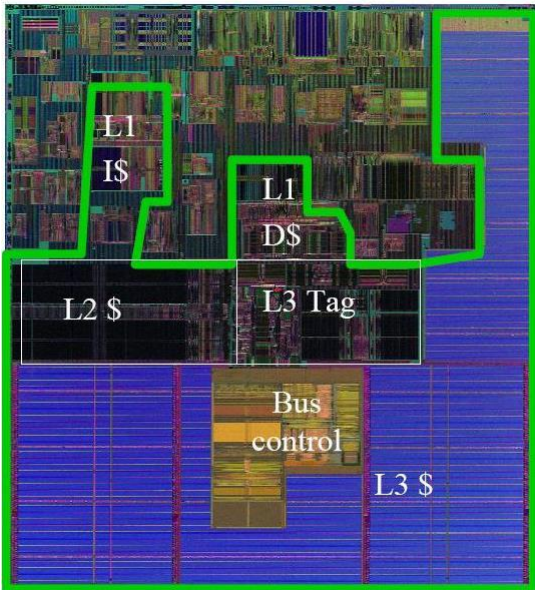 L1
I$
L1
D$
L2 $
L3 Tag
Bus
control
L3 $